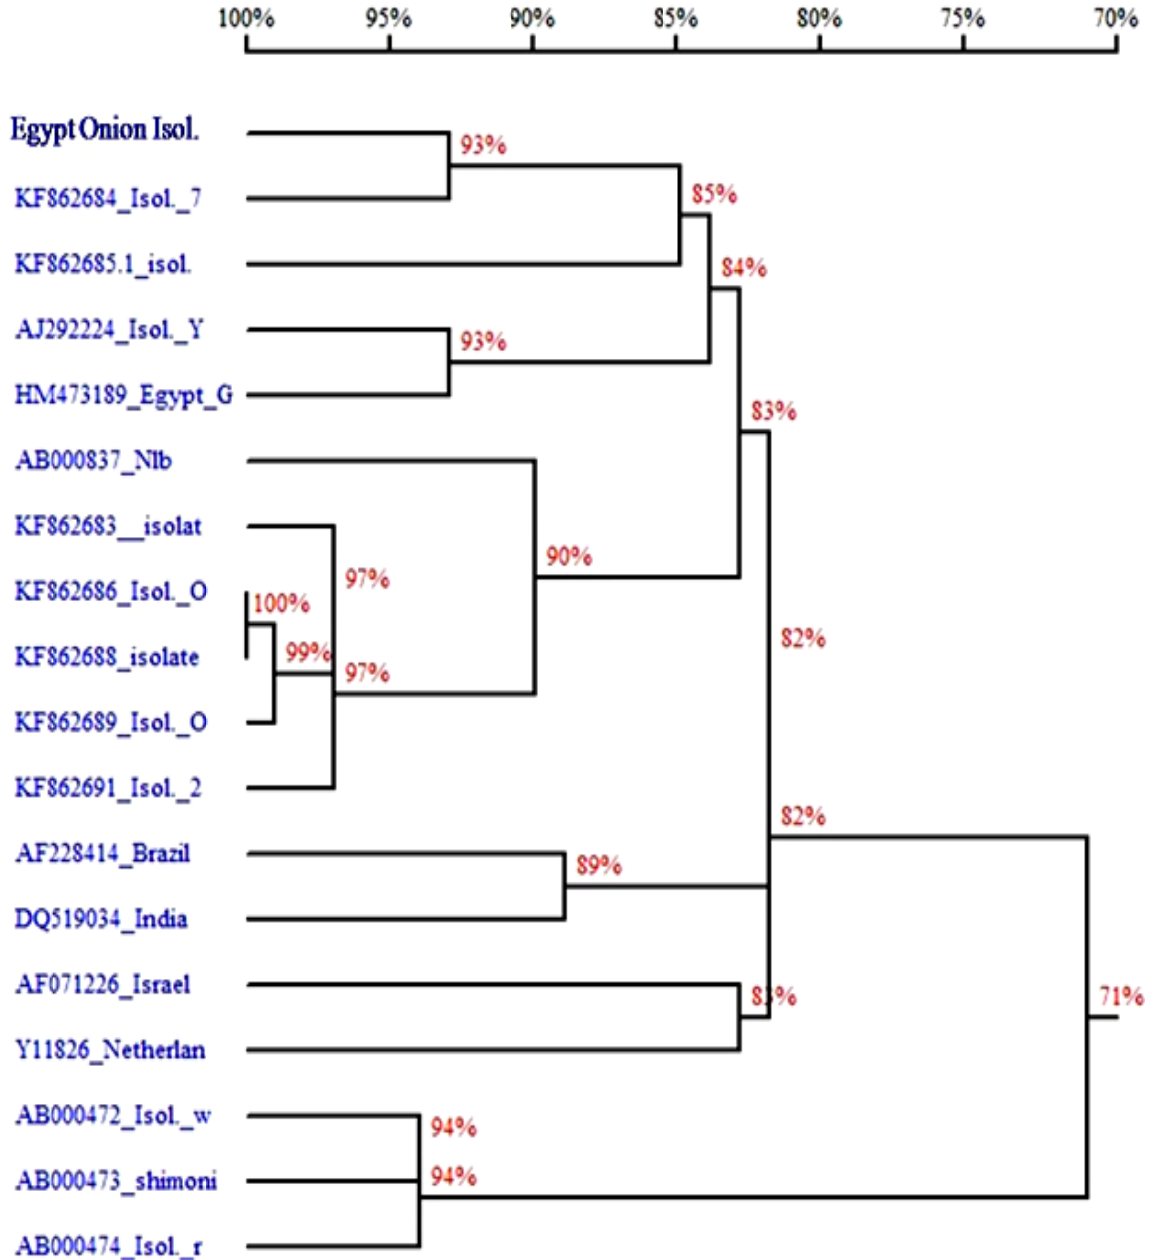 100% 95% 90% 85% 80% 75% 70%
Egypt Onion Isol.
93%
KF862684_Isol._7
85%
KF862685.1_isol.
84%
AJ292224_Isol._Y
93%
HM473189_Egypt_G
83%
AB000837_NIb
KF862683__isolat
90%
97%
KF862686_Isol._O
100%
82%
KF862688_isolate
99%
97%
KF862689_Isol._O
KF862691_Isol._2
82%
AF228414_Brazil
89%
DQ519034_India
AF071226_Israel
83%
71%
Y11826_Netherlan
AB000472_Isol._w
94%
AB000473_shimoni
94%
AB000474_Isol._r